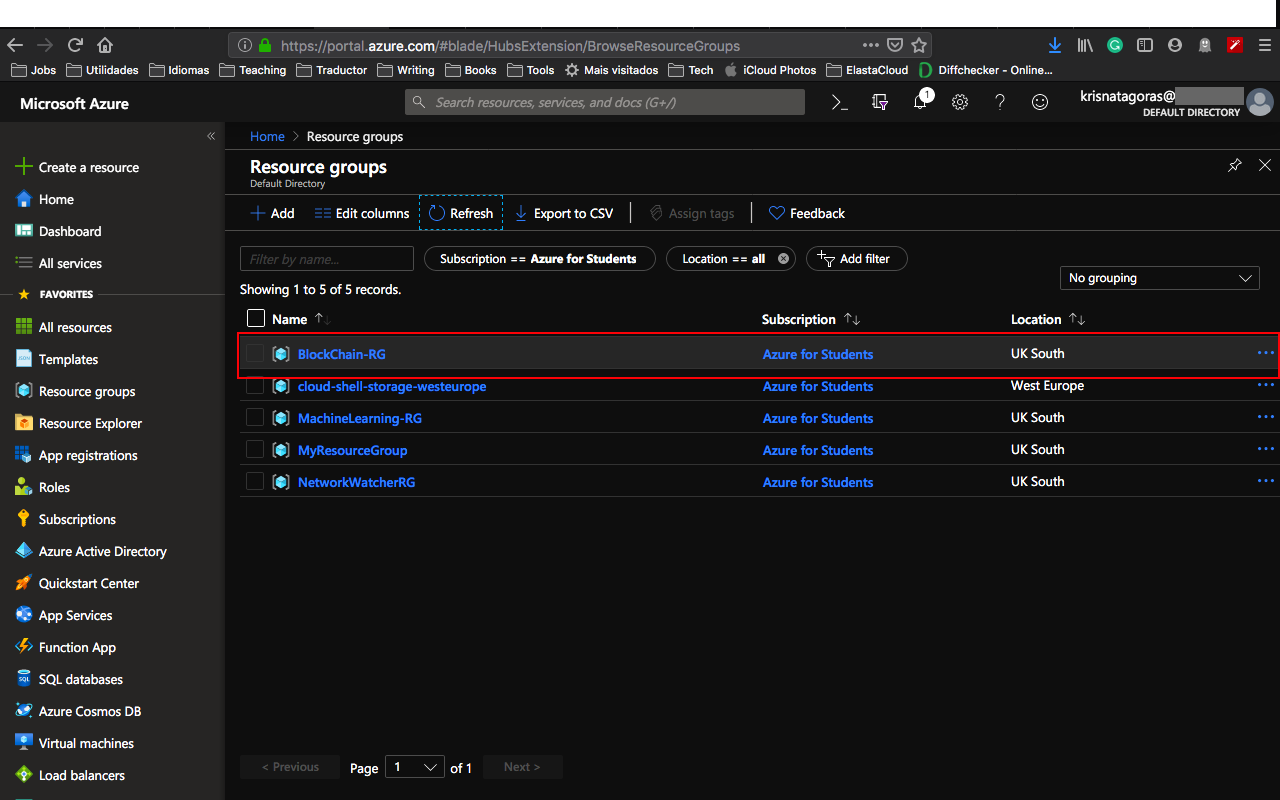 https://portal.azure.com/#blade/HubsExtension/BrowseResourceGroups
Jobs Utilidades Idiomas Teaching Traductor Writing Books Tools Mais visitados Tech iCloud Photos ElastaCloud Diffchecker - Online...
Microsoft Azure
Search resources, services, and docs (G+/)
1
krisnatagoras@
DEFAULT DIRECTORY
«
Create a resource
Home
Dashboard
All services
FAVORITES
All resources
Templates
Resource groups
Resource Explorer
App registrations
Roles
Subscriptions
Azure Active Directory
Quickstart Center
App Services
Function App
SQL databases
Azure Cosmos DB
Virtual machines
Load balancers
Home > Resource groups
Resource groups
Default Directory
Add Edit columns Refresh Export to CSV Assign tags Feedback
Filter by name... Subscription == Azure for Students Location == all Add filter
Showing 1 to 5 of 5 records.
No grouping
Name Subscription Location
BlockChain-RG Azure for Students UK South
cloud-shell-storage-westeurope Azure for Students West Europe
MachineLearning-RG Azure for Students UK South
MyResourceGroup Azure for Students UK South
NetworkWatcherRG Azure for Students UK South
< Previous Page 1 of 1 Next >